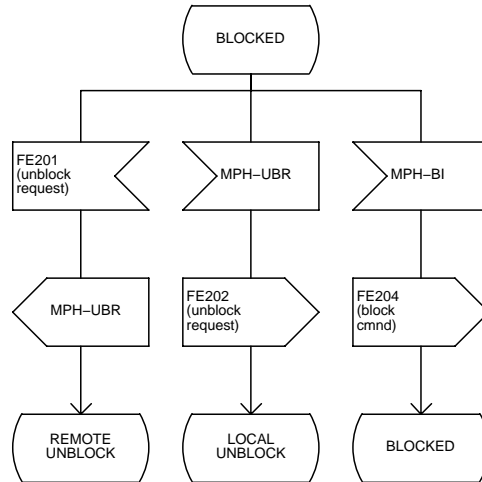 BLOCKED
FE201
(unblock
request)
MPH−UBR
MPH−BI
MPH−UBR
FE202
(unblock
request)
FE204
(block
cmnd)
REMOTE
UNBLOCK
LOCAL
UNBLOCK
BLOCKED